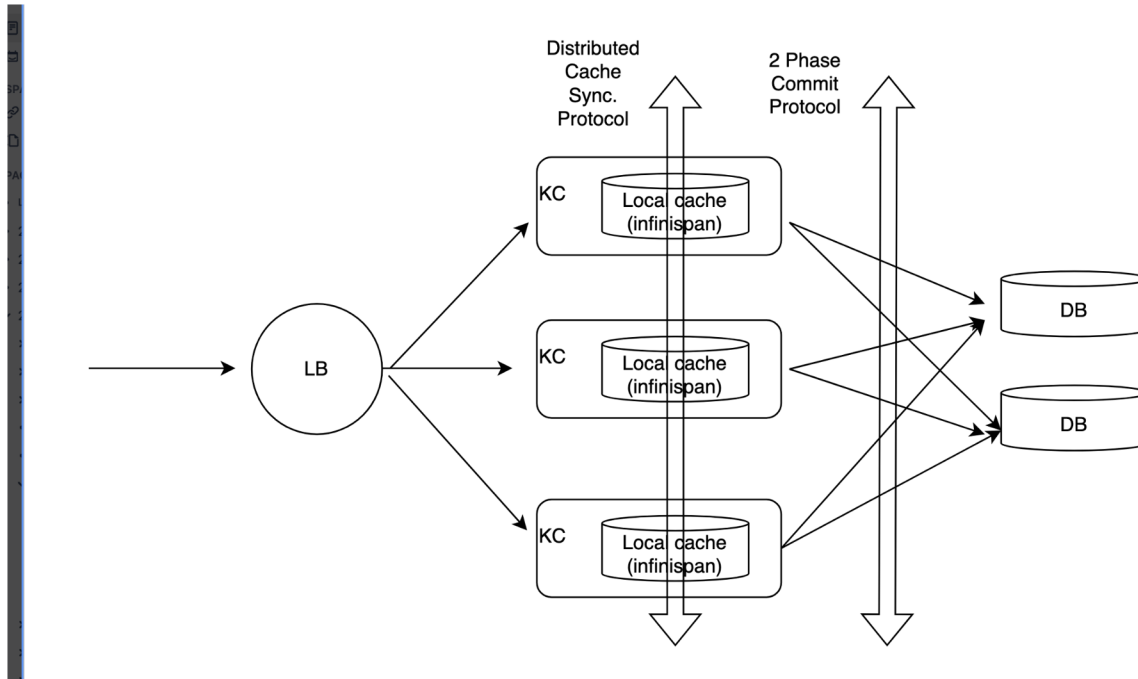 Distributed
Cache
Sync.
Protocol
2 Phase
Commit
Protocol
KC
Local cache
(infinispan)
LB
KC
Local cache
(infinispan)
DB
DB
KC
Local cache
(infinispan)